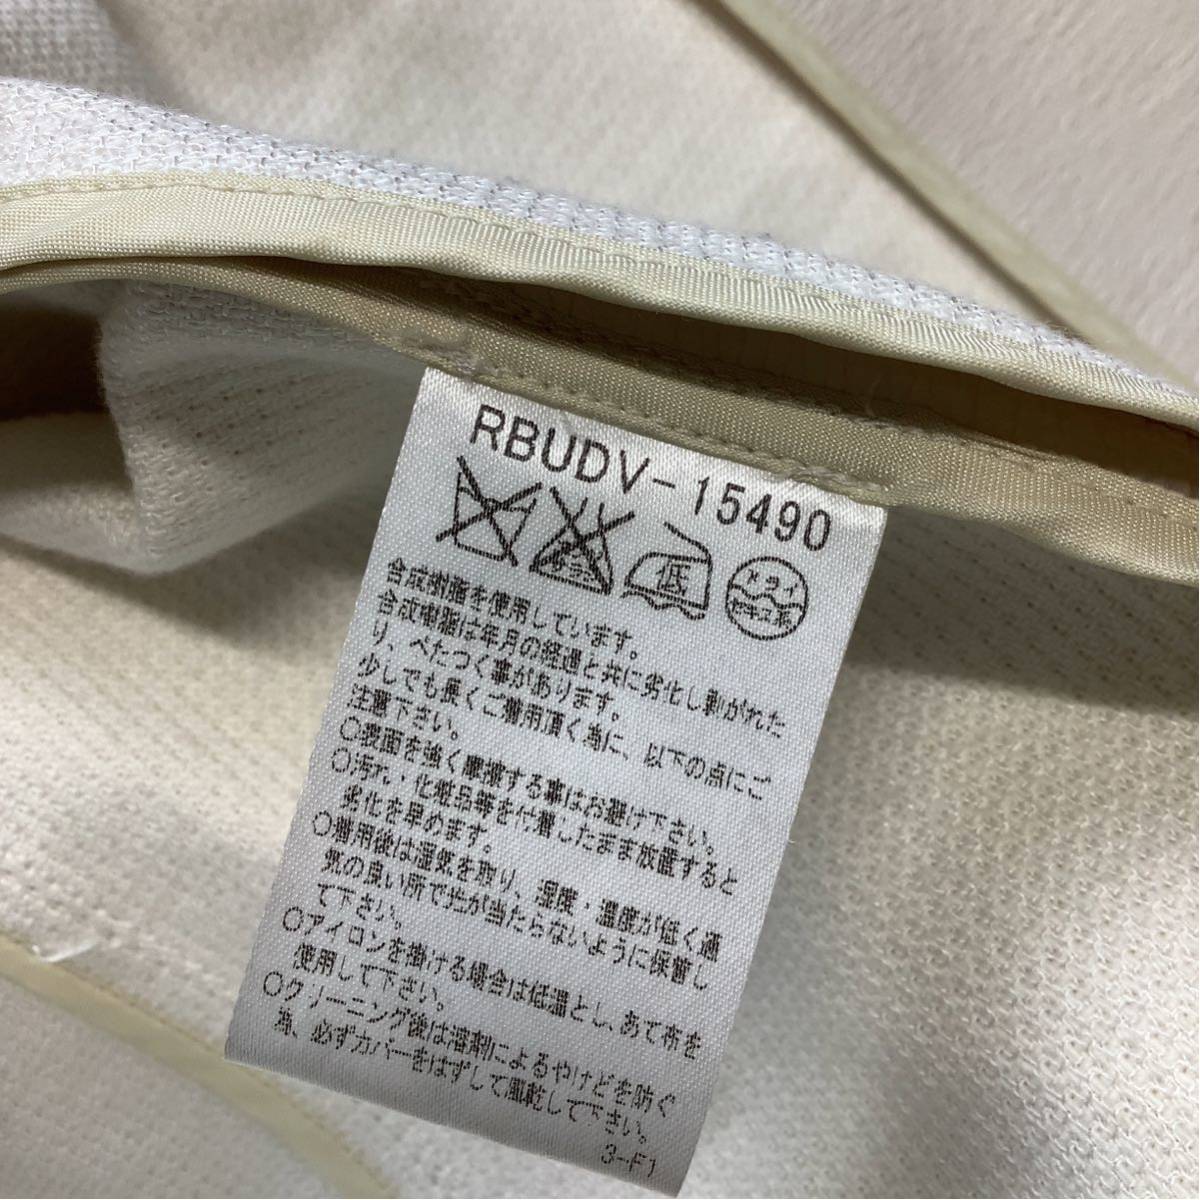 RBUDV-15490
エンソ サラシ 低 ドライ セキユ系
合成樹脂を使用しています。
合成樹脂は年月の経過と共に劣化し剥がれた
り、べたつく事があります。
少しでも長くご着用頂く為に、以下の点にご
注意下さい。
○表面を強く摩擦する事はお避け下さい。
○汚れ・化粧品等を付着したまま放置すると
劣化を早めます。
○着用後は湿気を取り、湿度・温度が低く通
気の良い所で光が当たらないように保管し
て下さい。
○アイロンを掛ける場合は低温とし、あて布を
使用して下さい。
○クリーニング後は溶剤によるやけどを防ぐ
為、必ずカバーをはずして風乾して下さい。
3-F1